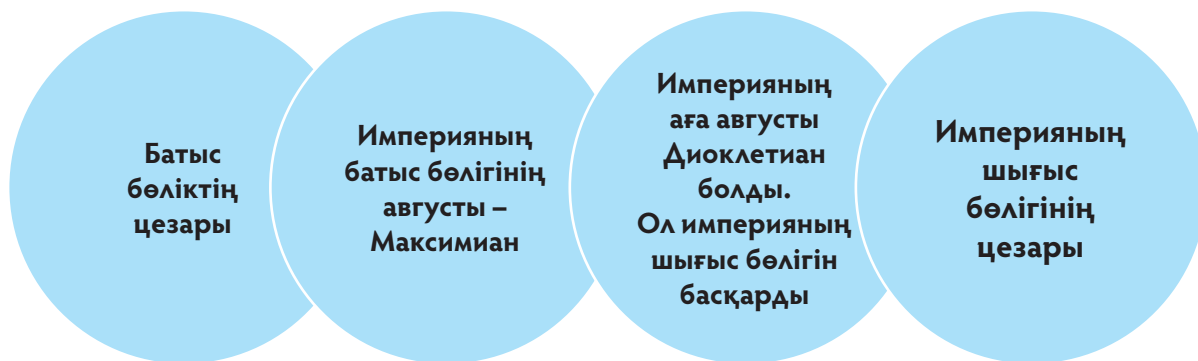 Батыс
бөліктің
цезары
Империяның
батыс бөлігінің
августы –
Максимиан
Империяның
аға августы
Диоклетиан
болды.
Ол империяның
шығыс бөлігін
басқарды
Империяның
шығыс
бөлігінің
цезары